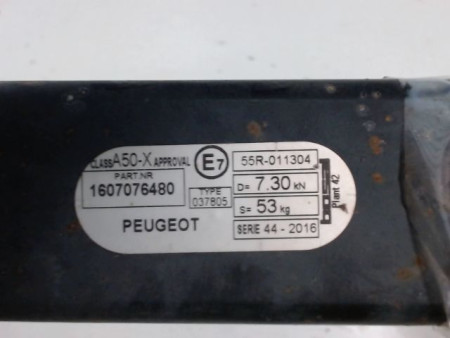 CLASS A50-X APPROVAL E7 55R-011304
PART.NR
1607076480
TYPE
037805
D= 7.30 kN
S= 53 kg
PEUGEOT
SERIE 44 - 2016
Plant 42